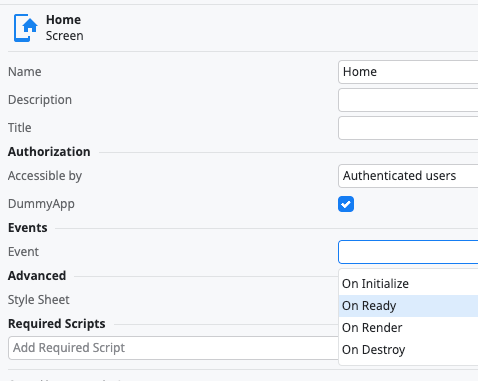 Home
Screen
Name Home
Description
Title
Authorization
Accessible by Authenticated users
DummyApp
Events
Event
On Initialize
Advanced
On Ready
Style Sheet
On Render
Required Scripts
On Destroy
Add Required Script